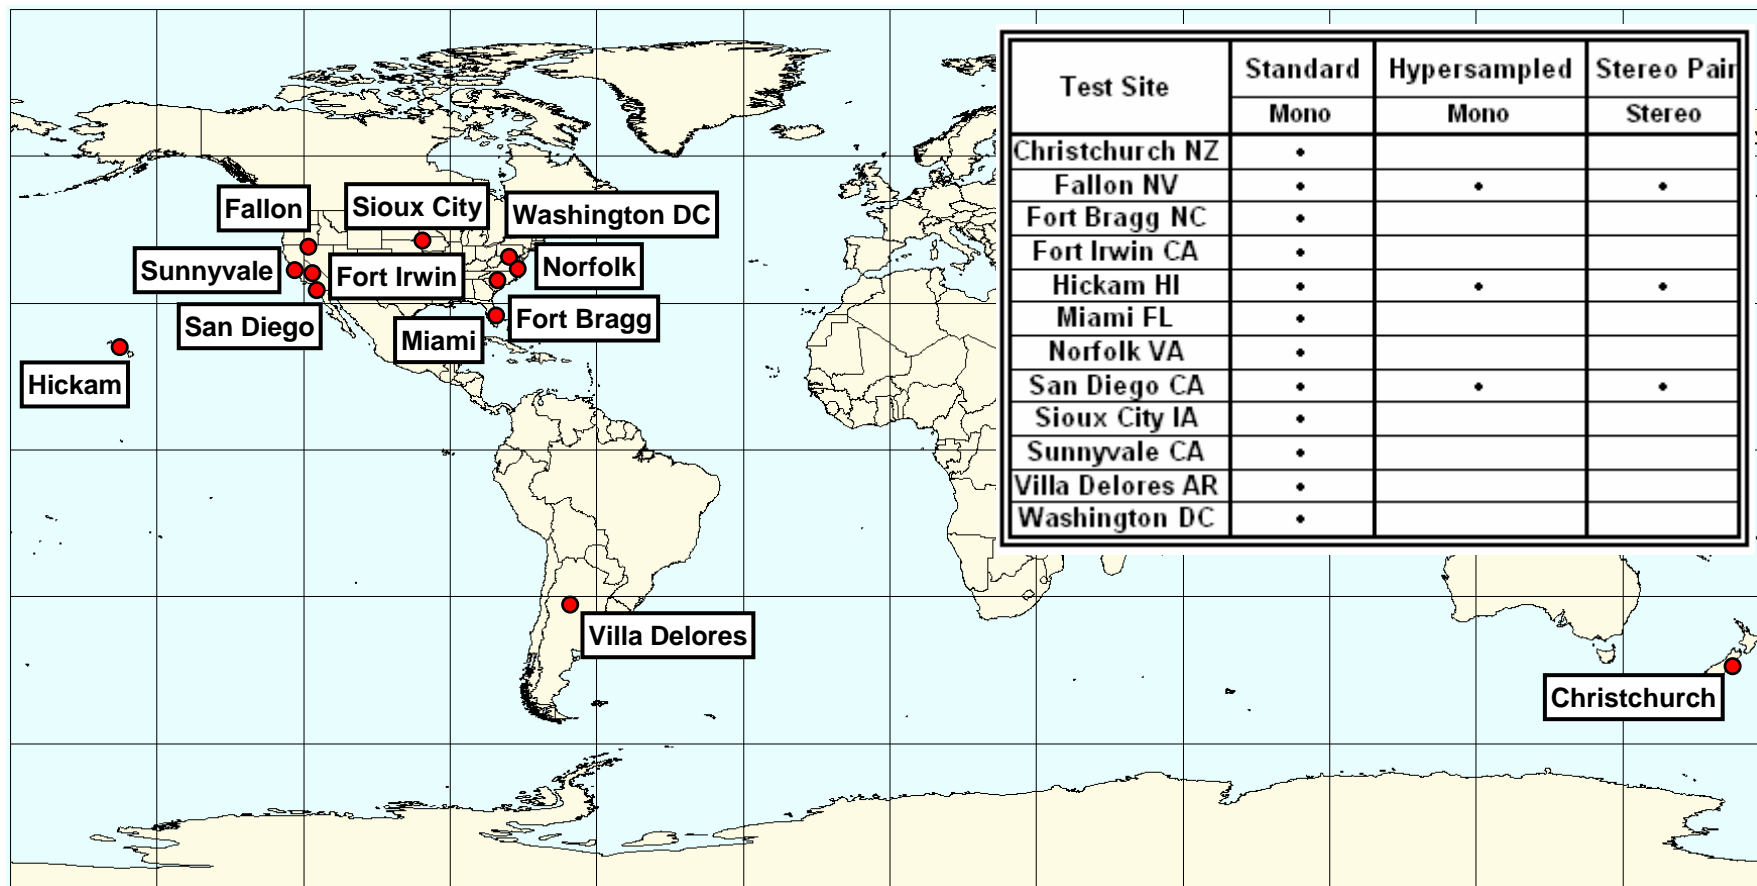 Test Site Standard Hypersampled Stereo Pair
Mono Mono Stereo
Christchurch NZ •
Fallon NV • • •
Fort Bragg NC •
Fort Irwin CA •
Hickam HI • • •
Miami FL •
Norfolk VA •
San Diego CA • • •
Sioux City IA •
Sunnyvale CA •
Villa Delores AR •
Washington DC •
Fallon
Sioux City
Washington DC
Sunnyvale
Fort Irwin
Norfolk
San Diego
Miami
Fort Bragg
Hickam
Villa Delores
Christchurch